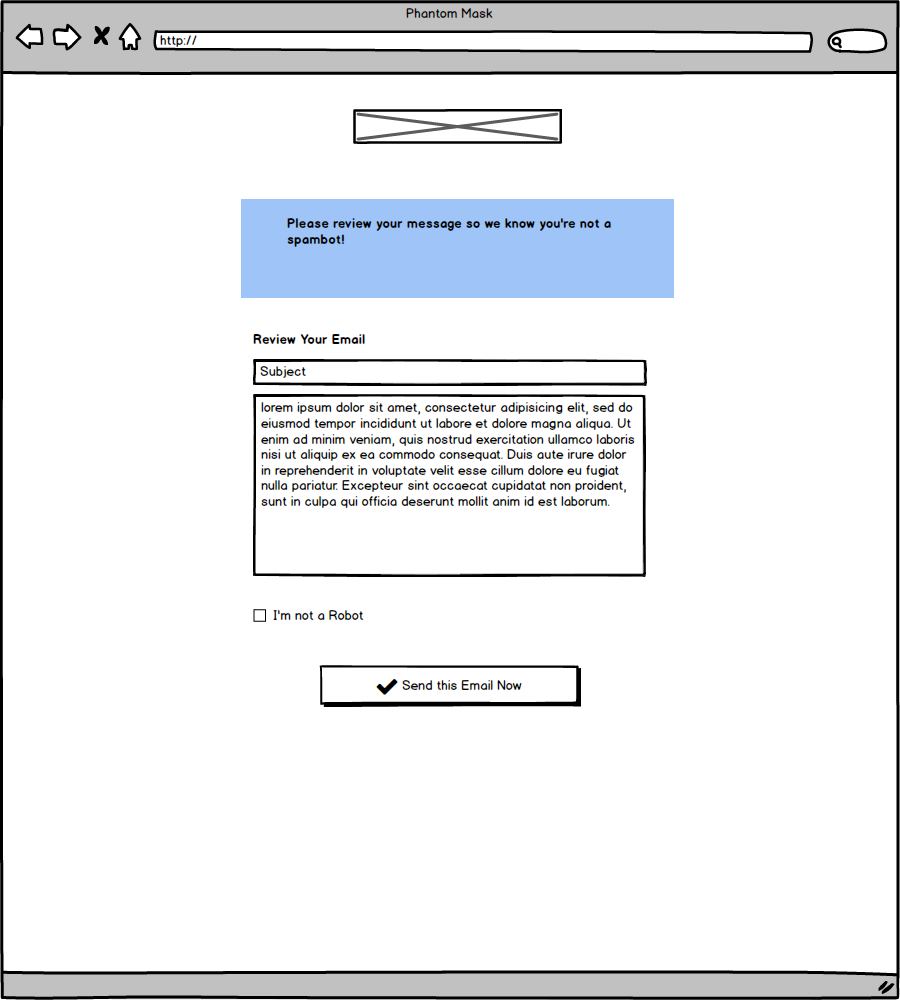 Phantom Mask
http://
Please review your message so we know you're not a
spambot!
Review Your Email
Subject
lorem ipsum dolor sit amet, consectetur adipisicing elit, sed do
eiusmod tempor incididunt ut labore et dolore magna aliqua. Ut
enim ad minim veniam, quis nostrud exercitation ullamco laboris
nisi ut aliquip ex ea commodo consequat. Duis aute irure dolor
in reprehenderit in voluptate velit esse cillum dolore eu fugiat
nulla pariatur. Excepteur sint occaecat cupidatat non proident,
sunt in culpa qui officia deserunt mollit anim id est laborum.
I'm not a Robot
Send this Email Now